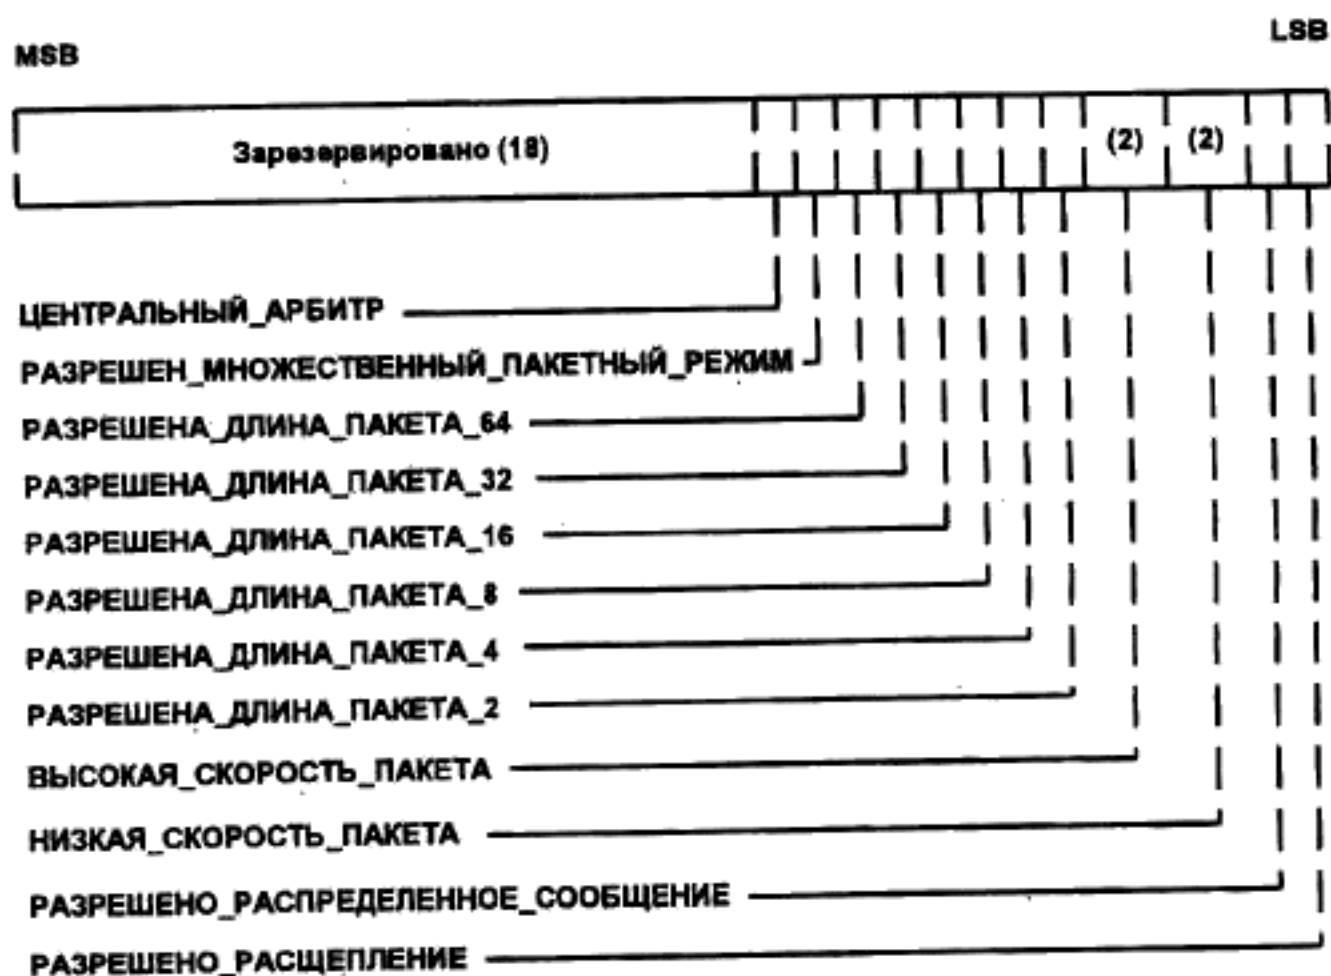 MSB
LSB
Зарезервировано (18)
(2)
(2)
ЦЕНТРАЛЬНЫЙ_АРБИТР
РАЗРЕШЕН_МНОЖЕСТВЕННЫЙ_ПАКЕТНЫЙ_РЕЖИМ
РАЗРЕШЕНА_ДЛИНА_ПАКЕТА_64
РАЗРЕШЕНА_ДЛИНА_ПАКЕТА_32
РАЗРЕШЕНА_ДЛИНА_ПАКЕТА_16
РАЗРЕШЕНА_ДЛИНА_ПАКЕТА_8
РАЗРЕШЕНА_ДЛИНА_ПАКЕТА_4
РАЗРЕШЕНА_ДЛИНА_ПАКЕТА_2
ВЫСОКАЯ_СКОРОСТЬ_ПАКЕТА
НИЗКАЯ_СКОРОСТЬ_ПАКЕТА
РАЗРЕШЕНО_РАСПРЕДЕЛЕННОЕ_СООБЩЕНИЕ
РАЗРЕШЕНО_РАСЩЕПЛЕНИЕ